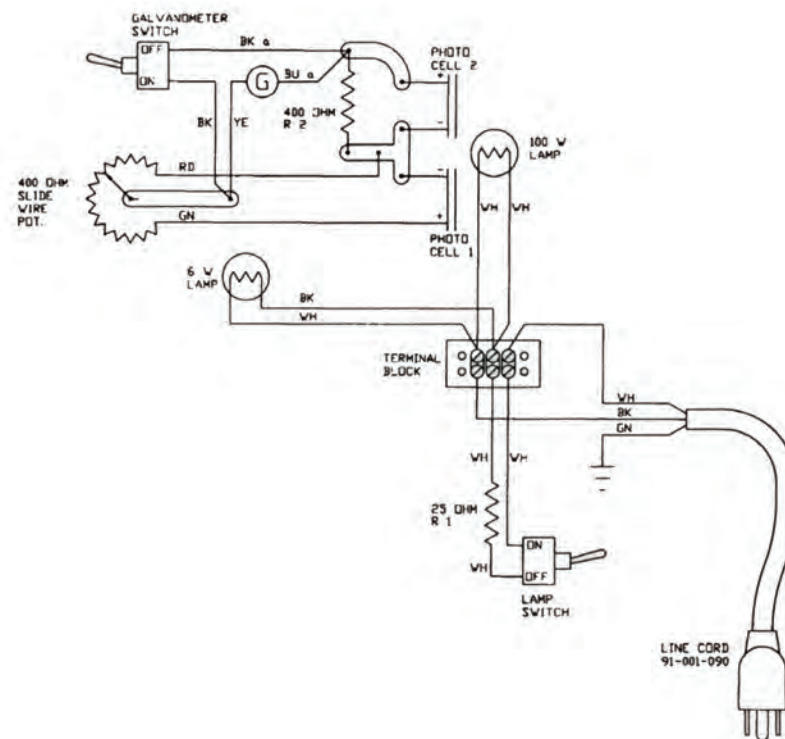 GALVANOMETER
SWITCH
OFF
ON
BK a
G
BU a
PHOTO
CELL 2
+
-
400 OHM
R 2
BK
YE
100 W
LAMP
RD
400 OHM
SLIDE
WIRE
POT.
GN
-
+
PHOTO
CELL 1
WH
WH
6 W
LAMP
BK
WH
TERMINAL
BLOCK
WH
BK
GN
WH
WH
25 OHM
R 1
ON
OFF
WH
LAMP
SWITCH
LINE CORD
91-001-090